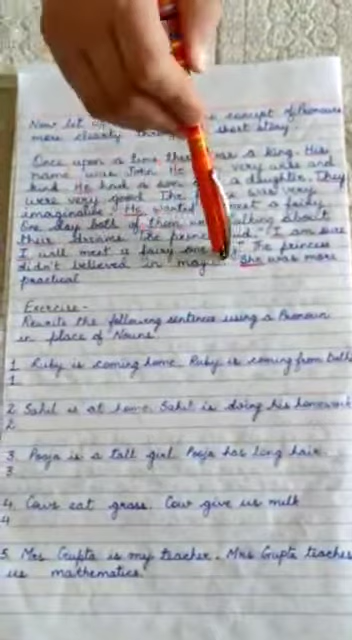 Now let concept of Pronouns
more clearly short story.
Once upon a time, there was a king. His
name was John. He very wise and
kind. He had a son a daughter. They
were very good. The was very
imaginative. He wanted meet a fairy.
One day both of them talking about
their dreams. The prince "I am sure
I will meet a fairy one The princess
didn't believed in She was more
practical
Exercise-
Rewrite the following sentences using a Pronoun
in place of Nouns
1 Ruby is coming home. Ruby is coming from
1
2 Sahil is at home. Sahil is doing his homework
2
3. Pooja is a tall girl. Pooja has long hair.
3
4. Cows eat grass. Cow give us milk
4
5. Mrs Gupta is my teacher. Mrs Gupta teaches
us mathematics.